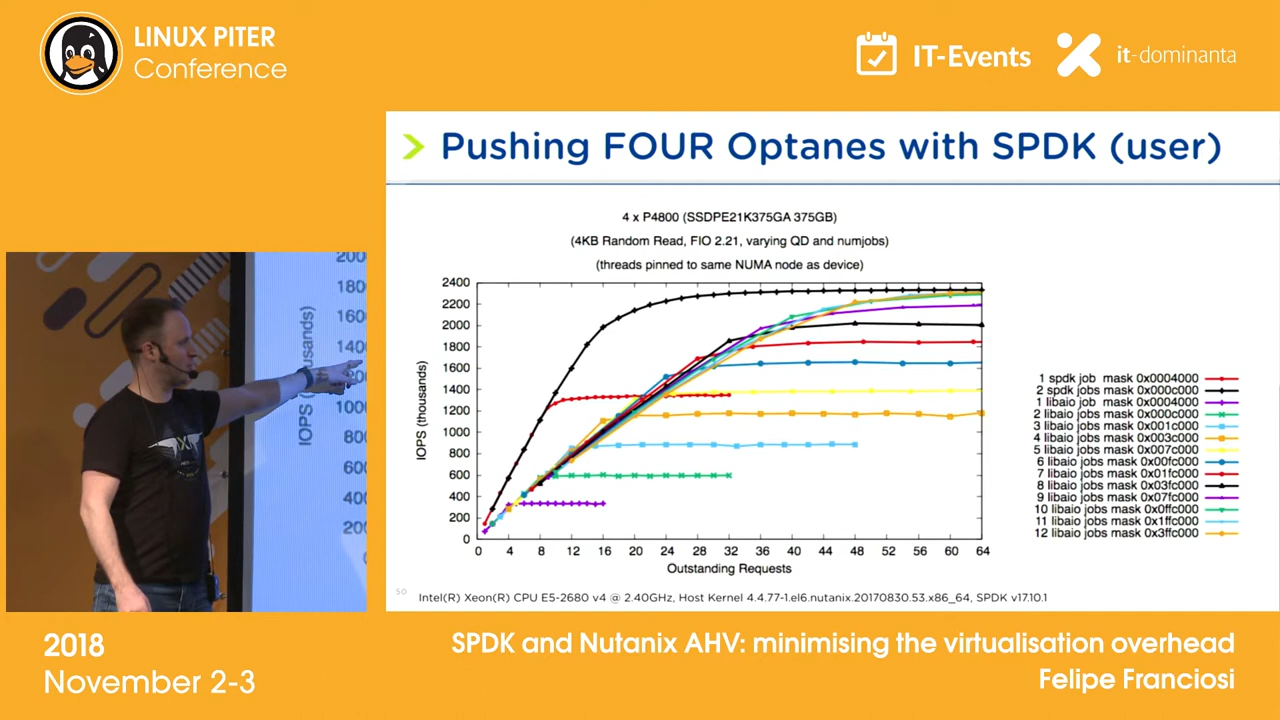 LINUX PITER
Conference
IT-Events
it-dominanta
Pushing FOUR Optanes with SPDK (user)
4 x P4800 (SSDPE21K375GA 375GB)
(4KB Random Read, FIO 2.21, varying QD and numjobs)
(threads pinned to same NUMA node as device)
IOPS (thousands)
2400
2200
2000
1800
1600
1400
1200
1000
800
600
400
200
0
0 4 8 12 16 20 24 28 32 36 40 44 48 52 56 60 64
Outstanding Requests
1 spdk job mask 0x0004000
2 spdk jobs mask 0x000c000
1 libaio job mask 0x0004000
2 libaio jobs mask 0x000c000
3 libaio jobs mask 0x001c000
4 libaio jobs mask 0x003c000
5 libaio jobs mask 0x007c000
6 libaio jobs mask 0x00fc000
7 libaio jobs mask 0x01fc000
8 libaio jobs mask 0x03fc000
9 libaio jobs mask 0x07fc000
10 libaio jobs mask 0x0ffc000
11 libaio jobs mask 0x1ffc000
12 libaio jobs mask 0x3ffc000
50
Intel(R) Xeon(R) CPU E5-2680 v4 @ 2.40GHz, Host Kernel 4.4.77-1.el6.nutanix.20170830.53.x86_64, SPDK v17.10.1
200
180
160
140
100
800
600
400
200
IOPS
2018
November 2-3
SPDK and Nutanix AHV: minimising the virtualisation overhead
Felipe Franciosi